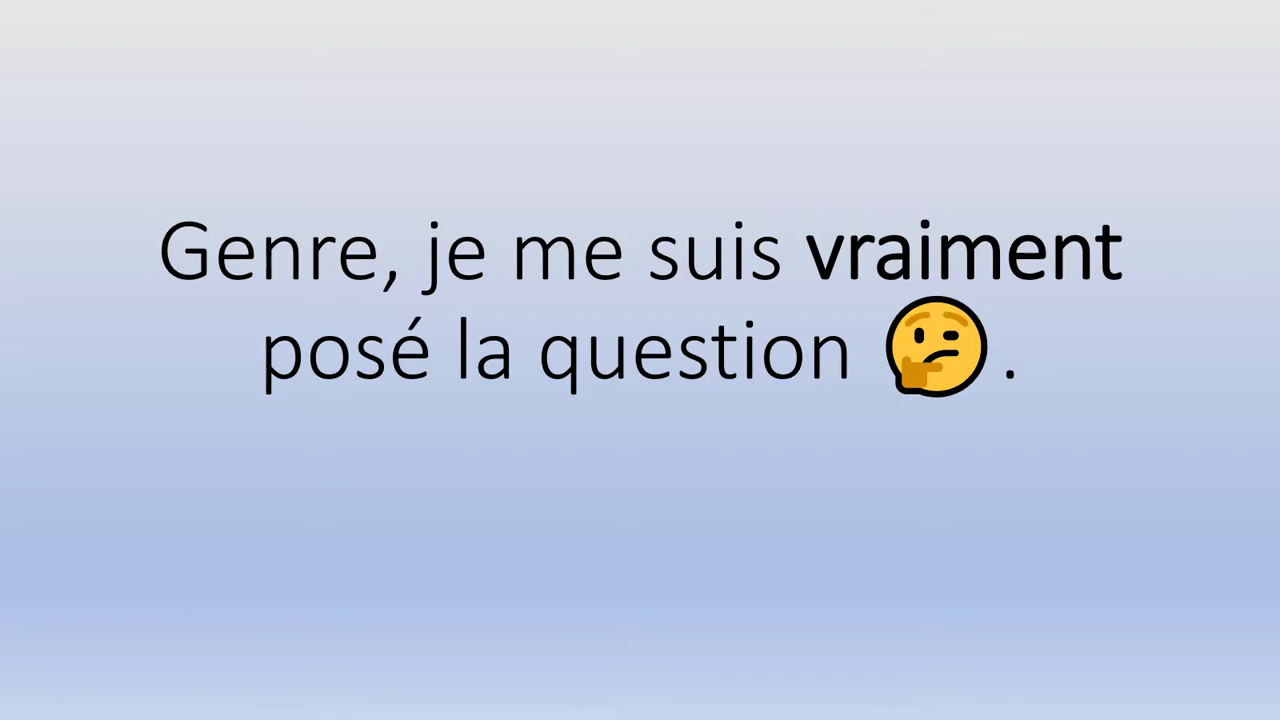 Genre, je me suis vraiment
posé la question 🤔.